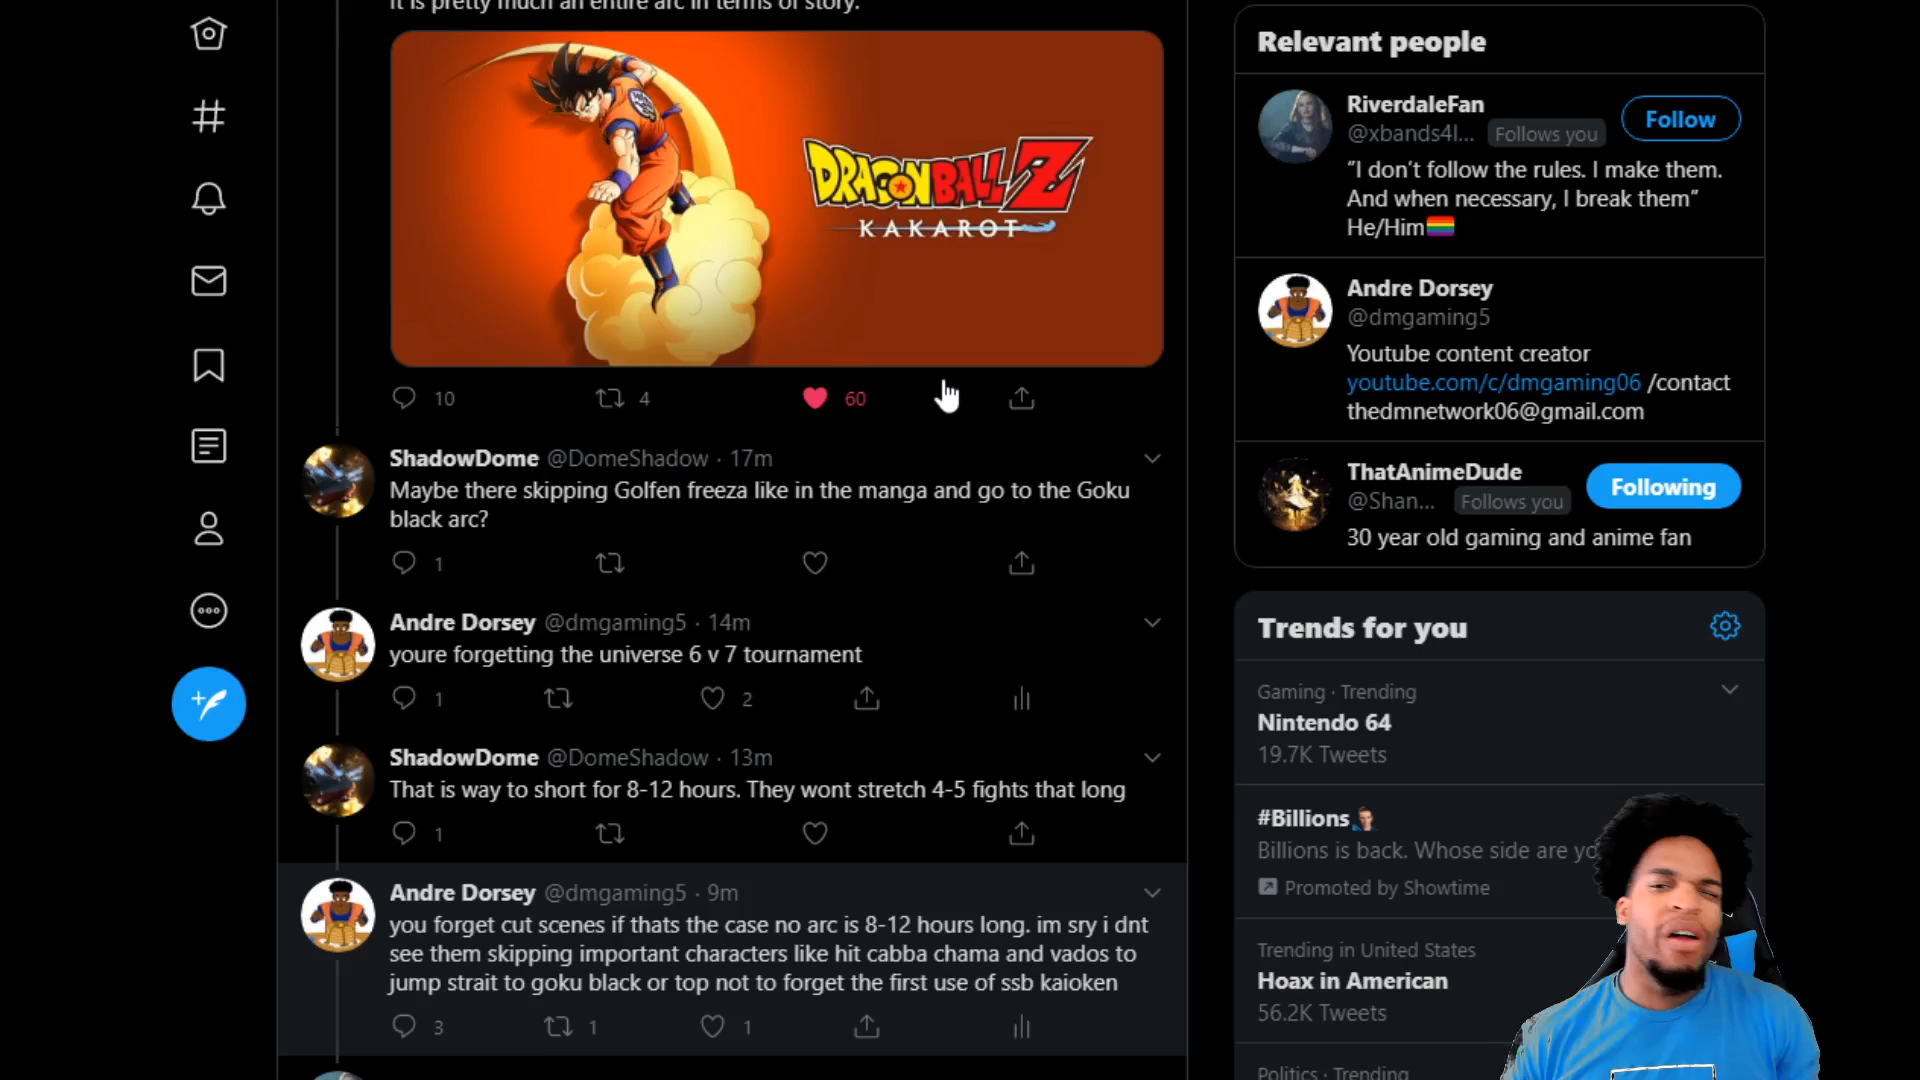 It is pretty much an entire arc in terms of story.
DRAGON BALL Z
KAKAROT
10
4
60
ShadowDome @DomeShadow · 17m
Maybe there skipping Golfen freeza like in the manga and go to the Goku
black arc?
1
Andre Dorsey @dmgaming5 · 14m
youre forgetting the universe 6 v 7 tournament
1
2
ShadowDome @DomeShadow · 13m
That is way to short for 8-12 hours. They wont stretch 4-5 fights that long
1
Andre Dorsey @dmgaming5 · 9m
you forget cut scenes if thats the case no arc is 8-12 hours long. im sry i dnt
see them skipping important characters like hit cabba chama and vados to
jump strait to goku black or top not to forget the first use of ssb kaioken
3
1
1
Relevant people
RiverdaleFan
@xbands4l... Follows you
Follow
"I don't follow the rules. I make them.
And when necessary, I break them"
He/Him
Andre Dorsey
@dmgaming5
Youtube content creator
youtube.com/c/dmgaming06 /contact
thedmnetwork06@gmail.com
ThatAnimeDude
@Shan... Follows you
Following
30 year old gaming and anime fan
Trends for you
Gaming · Trending
Nintendo 64
19.7K Tweets
#Billions
Billions is back. Whose side are yo
Promoted by Showtime
Trending in United States
Hoax in American
56.2K Tweets
Politics · Trending